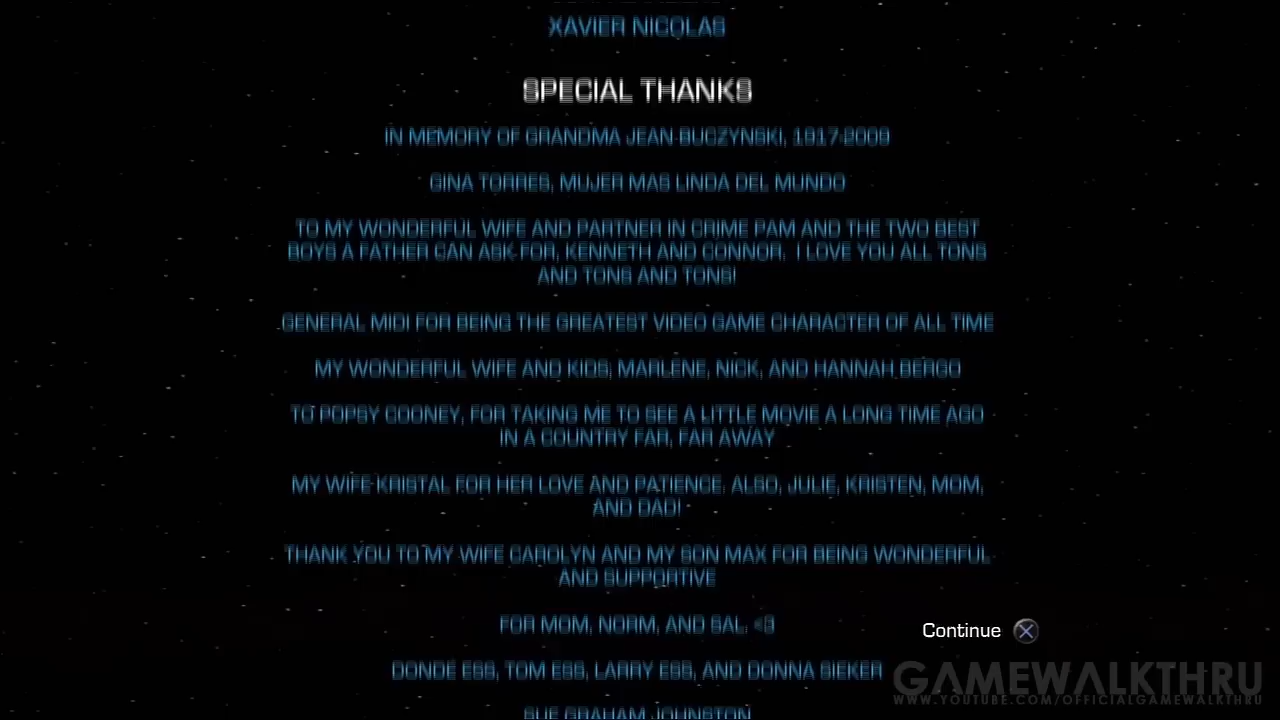 XAVIER NICOLAS
SPECIAL THANKS
IN MEMORY OF GRANDMA JEAN BUCZYNSKI, 1917-2009
GINA TORRES, MUJER MAS LINDA DEL MUNDO
TO MY WONDERFUL WIFE AND PARTNER IN CRIME PAM AND THE TWO BEST
BOYS A FATHER CAN ASK FOR, KENNETH AND CONNOR. I LOVE YOU ALL TONS
AND TONS AND TONS!
GENERAL MIDI FOR BEING THE GREATEST VIDEO GAME CHARACTER OF ALL TIME
MY WONDERFUL WIFE AND KIDS, MARLENE, NICK, AND HANNAH BERGO
TO POPSY COONEY, FOR TAKING ME TO SEE A LITTLE MOVIE A LONG TIME AGO
IN A COUNTRY FAR, FAR AWAY
MY WIFE KRISTAL FOR HER LOVE AND PATIENCE. ALSO, JULIE, KRISTEN, MOM,
AND DAD!
THANK YOU TO MY WIFE CAROLYN AND MY SON MAX FOR BEING WONDERFUL
AND SUPPORTIVE
FOR MOM, NORM, AND SAL. <3
Continue
DONDE ESS, TOM ESS, LARRY ESS, AND DONNA SIEKER
SUE GRAHAM JOHNSTON
GAMEWALKTHRU
WWW.YOUTUBE.COM/OFFICIALGAMEWALKTHRU